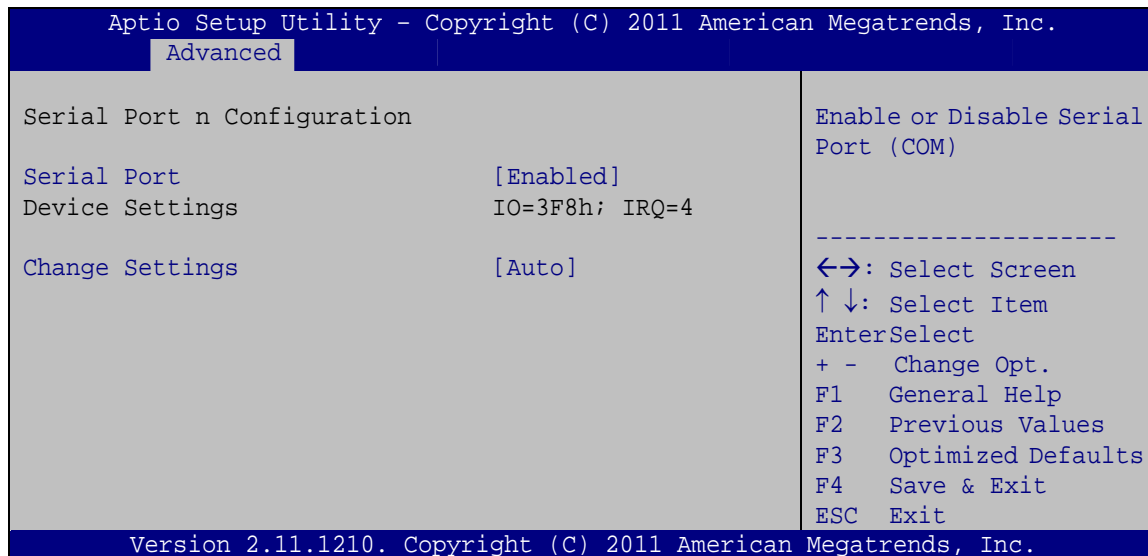 Aptio Setup Utility – Copyright (C) 2011 American Megatrends, Inc.
Advanced
Serial Port n Configuration
Serial Port [Enabled]
Device Settings IO=3F8h; IRQ=4
Change Settings [Auto]
Enable or Disable Serial
Port (COM)
----------------------
←→: Select Screen
↑ ↓: Select Item
EnterSelect
+ - Change Opt.
F1 General Help
F2 Previous Values
F3 Optimized Defaults
F4 Save & Exit
ESC Exit
Version 2.11.1210. Copyright (C) 2011 American Megatrends, Inc.